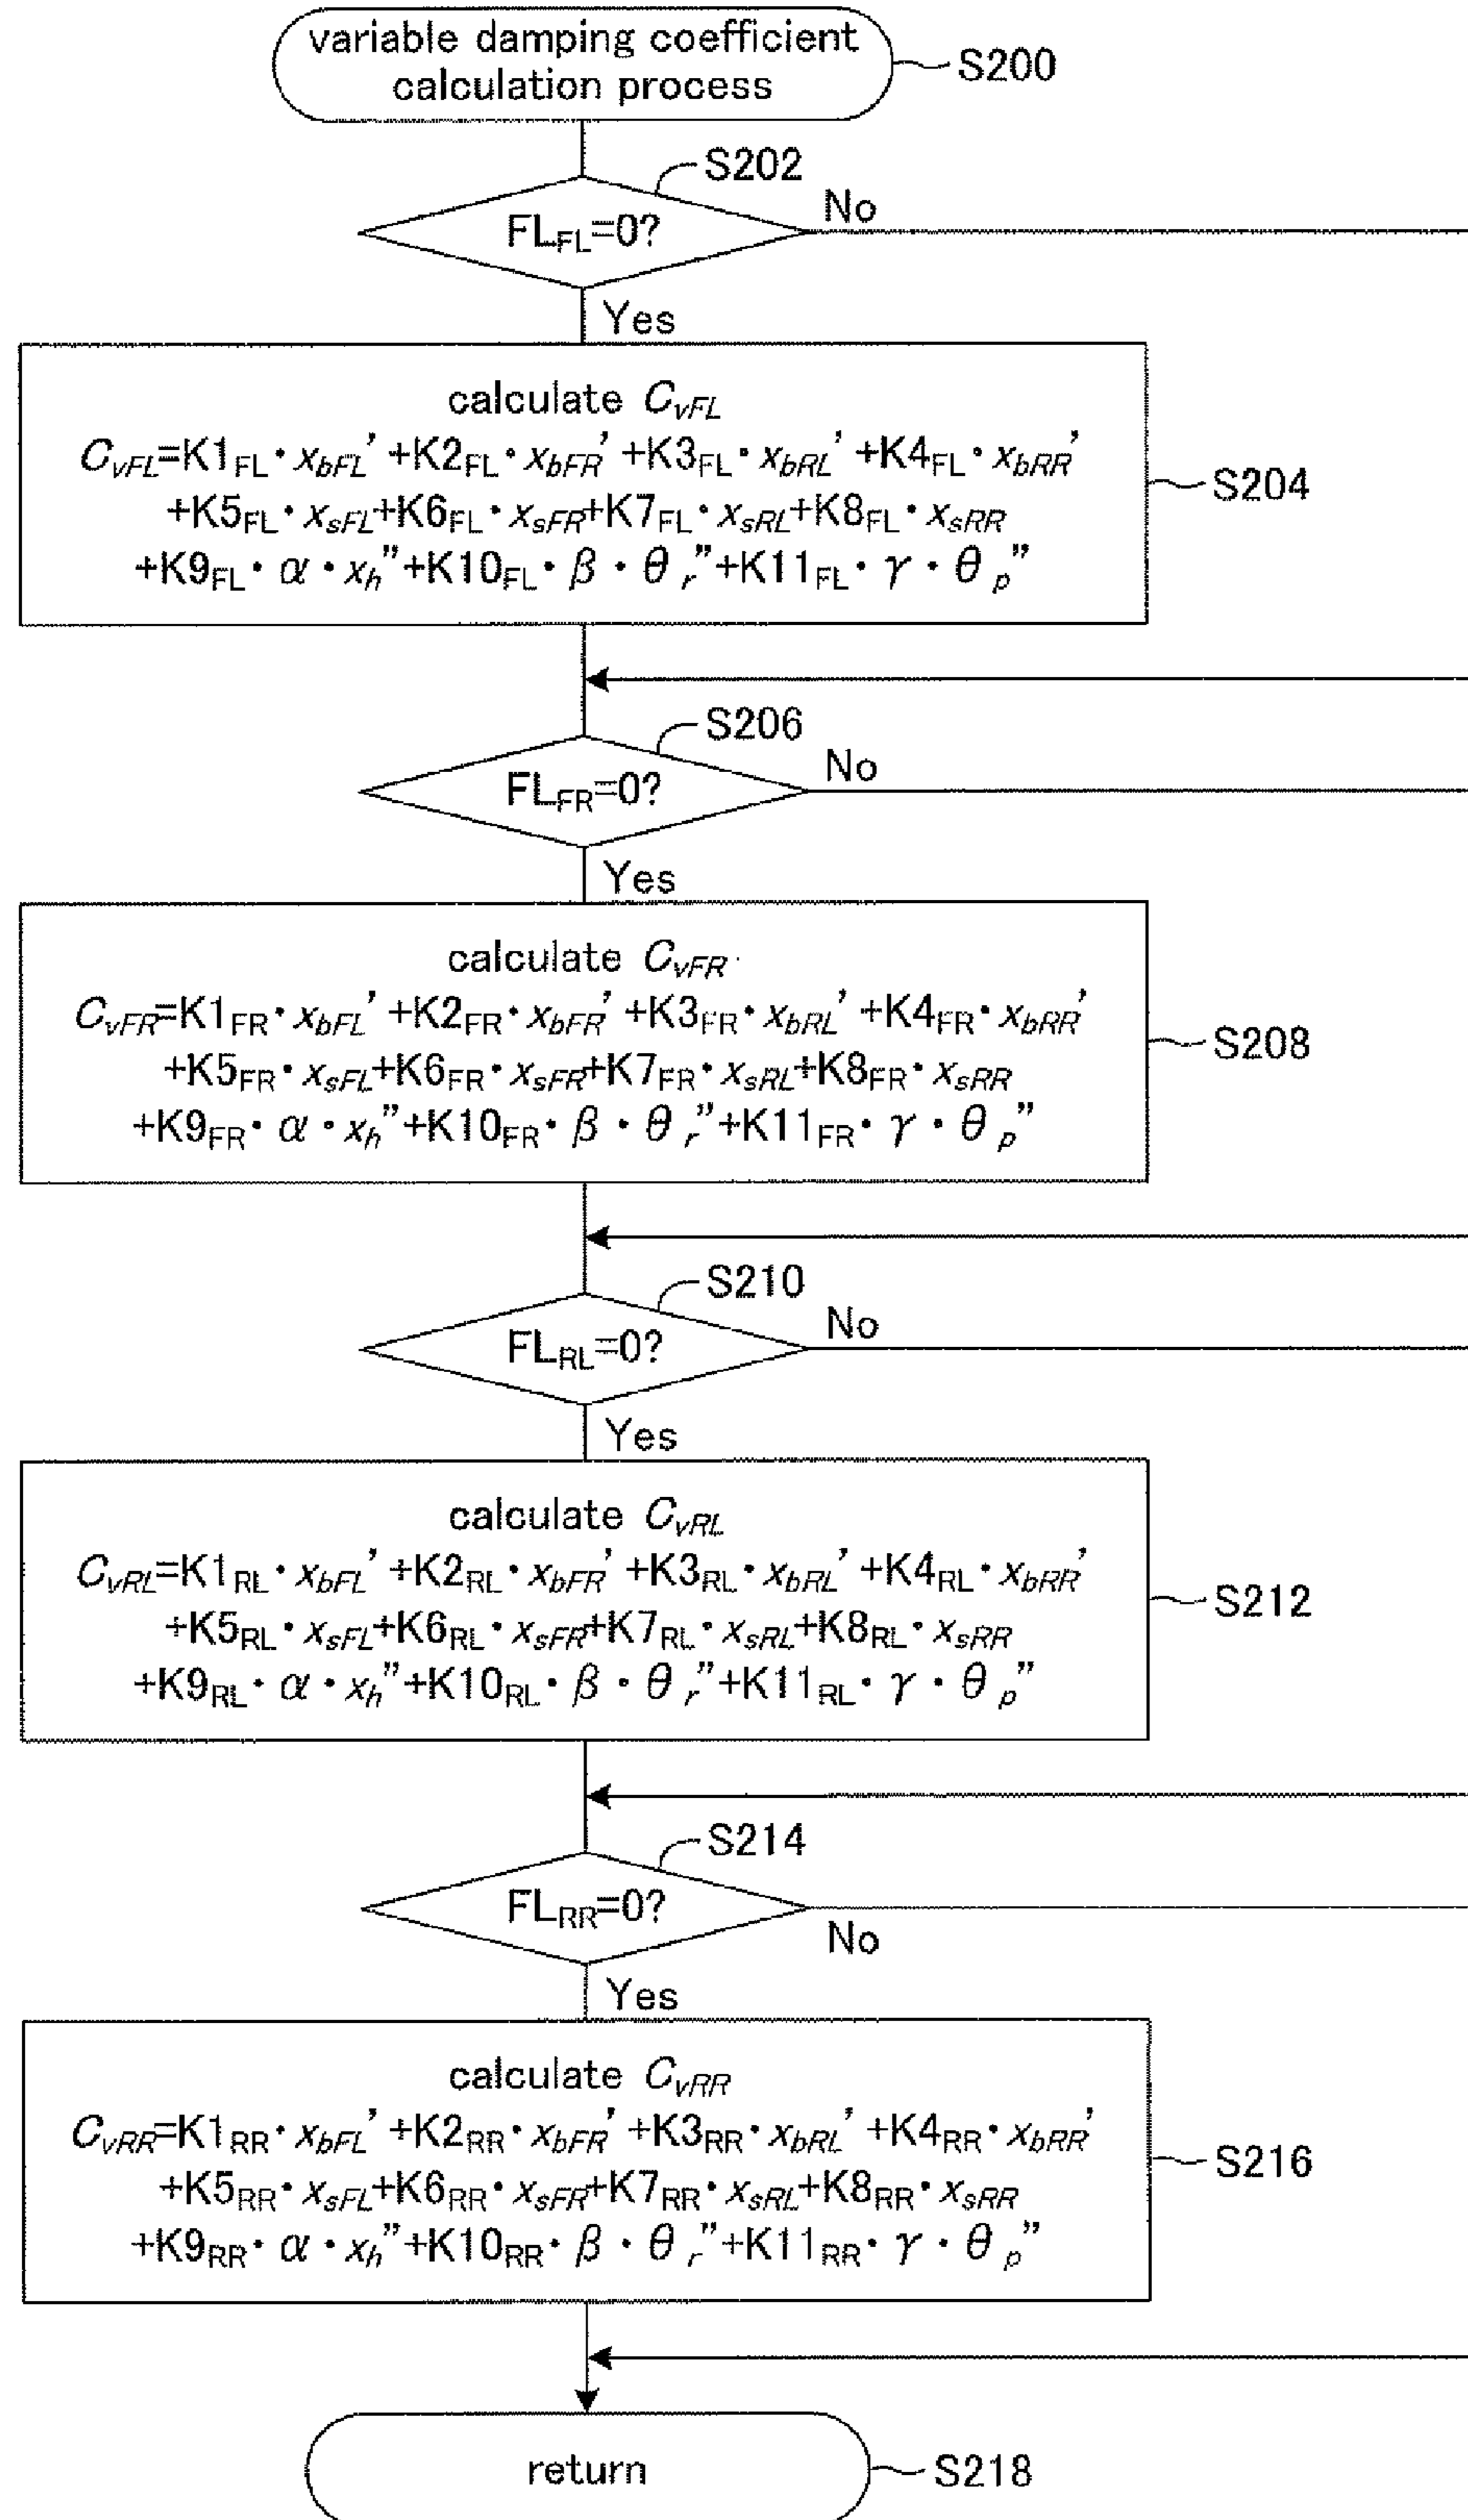 variable damping coefficient
calculation process
S200
S202
FL_FL=0?
No
Yes
calculate C_vFL
C_vFL=K1_FL・x_bFL'+K2_FL・x_bFR'+K3_FL・x_bRL'+K4_FL・x_bRR'
+K5_FL・x_sFL+K6_FL・x_sFR+K7_FL・x_sRL+K8_FL・x_sRR
+K9_FL・α・x_h"+K10_FL・β・θ_r"+K11_FL・γ・θ_p"
S204
S206
FL_FR=0?
No
Yes
calculate C_vFR
C_vFR=K1_FR・x_bFL'+K2_FR・x_bFR'+K3_FR・x_bRL'+K4_FR・x_bRR'
+K5_FR・x_sFL+K6_FR・x_sFR+K7_FR・x_sRL+K8_FR・x_sRR
+K9_FR・α・x_h"+K10_FR・β・θ_r"+K11_FR・γ・θ_p"
S208
S210
FL_RL=0?
No
Yes
calculate C_vRL
C_vRL=K1_RL・x_bFL'+K2_RL・x_bFR'+K3_RL・x_bRL'+K4_RL・x_bRR'
+K5_RL・x_sFL+K6_RL・x_sFR+K7_RL・x_sRL+K8_RL・x_sRR
+K9_RL・α・x_h"+K10_RL・β・θ_r"+K11_RL・γ・θ_p"
S212
S214
FL_RR=0?
No
Yes
calculate C_vRR
C_vRR=K1_RR・x_bFL'+K2_RR・x_bFR'+K3_RR・x_bRL'+K4_RR・x_bRR'
+K5_RR・x_sFL+K6_RR・x_sFR+K7_RR・x_sRL+K8_RR・x_sRR
+K9_RR・α・x_h"+K10_RR・β・θ_r"+K11_RR・γ・θ_p"
S216
return
S218